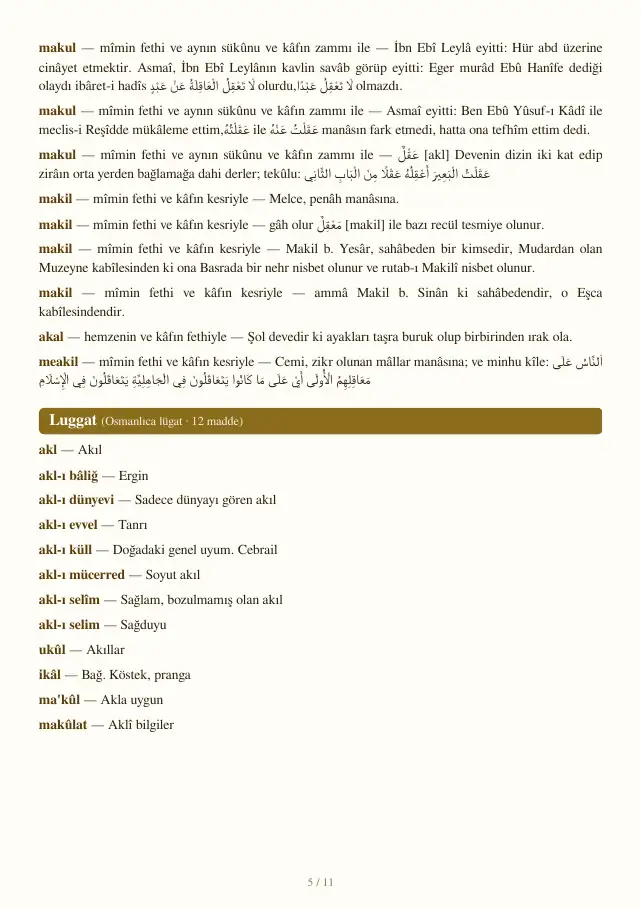 makul — mîmin fethi ve aynın sükûnu ve kâfın zammı ile — İbn Ebî Leylâ eyitti: Hür abd üzerine
cinâyet etmektir. Asmaî, İbn Ebî Leylânın kavlin savâb görüp eyitti: Eger murâd Ebû Hanîfe dediği
olaydı ibâret-i hadîs لَا تَعْقِلُ الْعَاقِلَةُ عَنْ عَبْدٍ olurdu,لَا تَعْقِلُ عَبْدًا olmazdı.
makul — mîmin fethi ve aynın sükûnu ve kâfın zammı ile — Asmaî eyitti: Ben Ebû Yûsuf-ı Kâdî ile
meclis-i Reşîdde mükâleme ettim,عَقَلْتُهُ ile عَقَلْتُ عَنْهُ manâsın fark etmedi, hatta ona tefhîm ettim dedi.
makul — mîmin fethi ve aynın sükûnu ve kâfın zammı ile — عَقْلٌ [akl] Devenin dizin iki kat edip
zirâın orta yerden bağlamağa dahi derler; tekûlu: عَقَلْتُ الْبَعِيرَ أَعْقِلُهُ عَقْلًا مِنَ الْبَابِ الثَّانِي
makil — mîmin fethi ve kâfın kesriyle — Melce, penâh manâsına.
makil — mîmin fethi ve kâfın kesriyle — gâh olur مَعْقِلٌ [makil] ile bazı recül tesmiye olunur.
makil — mîmin fethi ve kâfın kesriyle — Makil b. Yesâr, sahâbeden bir kimsedir, Mudardan olan
Muzeyne kabîlesinden ki ona Basrada bir nehr nisbet olunur ve rutab-ı Makilî nisbet olunur.
makil — mîmin fethi ve kâfın kesriyle — ammâ Makil b. Sinân ki sahâbedendir, o Eşca
kabîlesindendir.
akal — hemzenin ve kâfın fethiyle — Şol devedir ki ayakları taşra buruk olup birbirinden ırak ola.
meakil — mîmin fethi ve kâfın kesriyle — Cemi, zikr olunan mâllar manâsına; ve minhu kîle: اَلنَّاسُ عَلَى
مَعَاقِلِهِمُ الْأُولَى أَيْ عَلَى مَا كَانُوا يَتَعَاقَلُونَ فِي الْجَاهِلِيَّةِ يَتَعَاقَلُونَ فِي الْإِسْلَامِ
Luggat (Osmanlıca lügat · 12 madde)
akl — Akıl
akl-ı bâliğ — Ergin
akl-ı dünyevi — Sadece dünyayı gören akıl
akl-ı evvel — Tanrı
akl-ı küll — Doğadaki genel uyum. Cebrail
akl-ı mücerred — Soyut akıl
akl-ı selîm — Sağlam, bozulmamış olan akıl
akl-ı selim — Sağduyu
ukûl — Akıllar
ikâl — Bağ. Köstek, pranga
ma'kûl — Akla uygun
makûlat — Aklî bilgiler
5 / 11